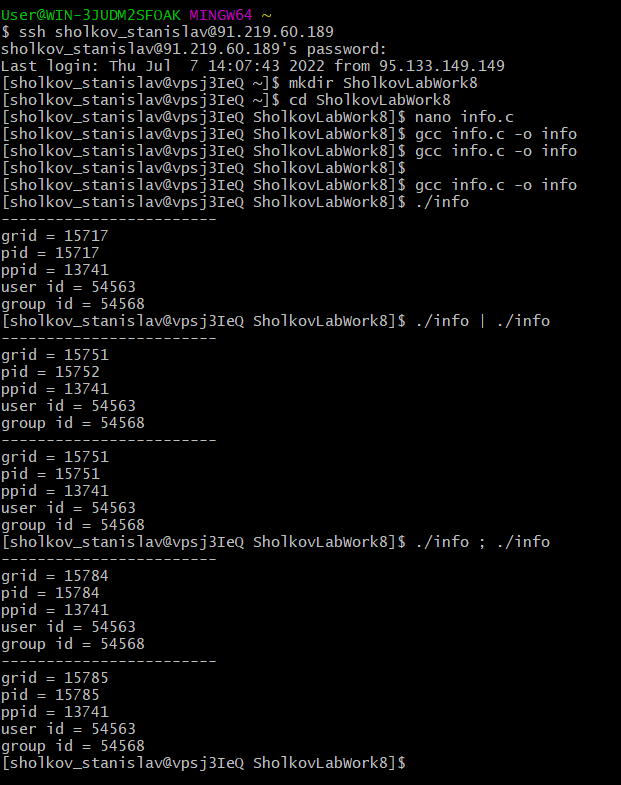 User@WIN-3JUDM2SFOAK MINGW64 ~
$ ssh sholkov_stanislav@91.219.60.189
sholkov_stanislav@91.219.60.189's password:
Last login: Thu Jul  7 14:07:43 2022 from 95.133.149.149
[sholkov_stanislav@vpsj3IeQ ~]$ mkdir SholkovLabWork8
[sholkov_stanislav@vpsj3IeQ ~]$ cd SholkovLabWork8
[sholkov_stanislav@vpsj3IeQ SholkovLabWork8]$ nano info.c
[sholkov_stanislav@vpsj3IeQ SholkovLabWork8]$ gcc info.c -o info
[sholkov_stanislav@vpsj3IeQ SholkovLabWork8]$ gcc info.c -o info
[sholkov_stanislav@vpsj3IeQ SholkovLabWork8]$
[sholkov_stanislav@vpsj3IeQ SholkovLabWork8]$ gcc info.c -o info
[sholkov_stanislav@vpsj3IeQ SholkovLabWork8]$ ./info
------------------------
grid = 15717
pid = 15717
ppid = 13741
user id = 54563
group id = 54568
[sholkov_stanislav@vpsj3IeQ SholkovLabWork8]$ ./info | ./info
------------------------
grid = 15751
pid = 15752
ppid = 13741
user id = 54563
group id = 54568
------------------------
grid = 15751
pid = 15751
ppid = 13741
user id = 54563
group id = 54568
[sholkov_stanislav@vpsj3IeQ SholkovLabWork8]$ ./info ; ./info
------------------------
grid = 15784
pid = 15784
ppid = 13741
user id = 54563
group id = 54568
------------------------
grid = 15785
pid = 15785
ppid = 13741
user id = 54563
group id = 54568
[sholkov_stanislav@vpsj3IeQ SholkovLabWork8]$